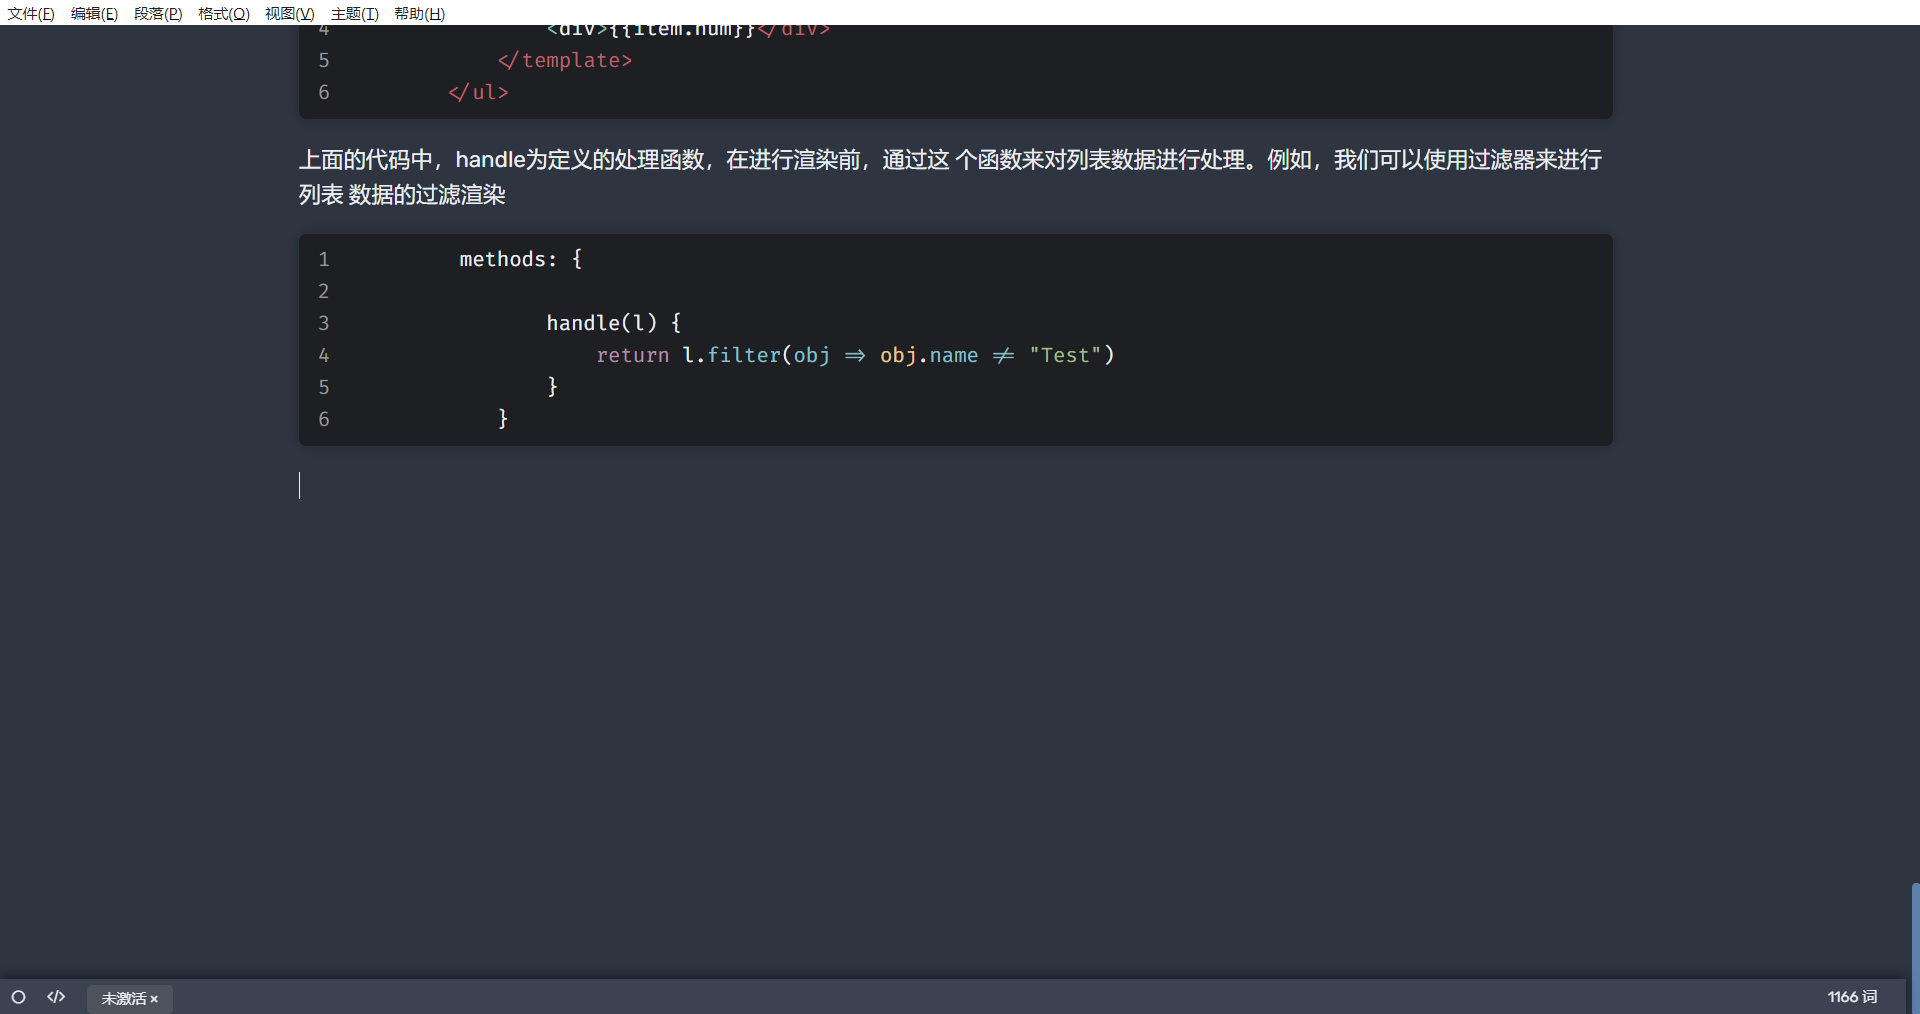 文件(F) 编辑(E) 段落(P) 格式(O) 视图(V) 主题(T) 帮助(H)
4 <div>{{item.num}}</div>
5 </template>
6 </ul>
上面的代码中，handle为定义的处理函数，在进行渲染前，通过这 个函数来对列表数据进行处理。例如，我们可以使用过滤器来进行
列表 数据的过滤渲染
1 methods: {
2
3 handle(l) {
4 return l.filter(obj => obj.name != "Test")
5 }
6 }
</> 未激活 × 1166 词